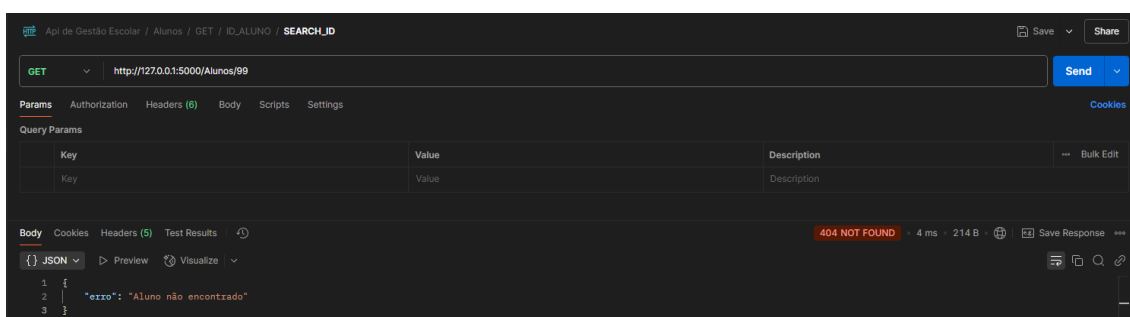 HTTP Api de Gestão Escolar / Alunos / GET / ID_ALUNO / SEARCH_ID Save Share
GET http://127.0.0.1:5000/Alunos/99 Send
Params Authorization Headers (6) Body Scripts Settings Cookies
Query Params
Key Value Description Bulk Edit
Key Value Description
Body Cookies Headers (5) Test Results 404 NOT FOUND 4 ms 214 B Save Response
{} JSON Preview Visualize
1 {
2 "erro": "Aluno não encontrado"
3 }